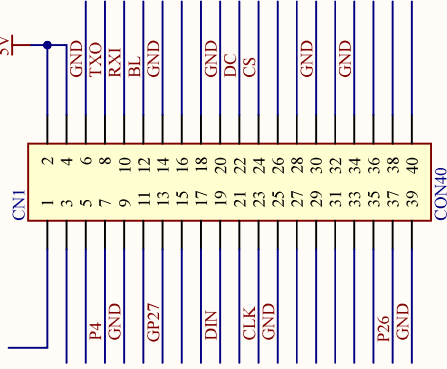 5V
GND
TXO
RXI
BL
GND
GND
DC
CS
GND
GND
2 4 6 8 10 12 14 16 18 20 22 24 26 28 30 32 34 36 38 40
CN1
CON40
1 3 5 7 9 11 13 15 17 19 21 23 25 27 29 31 33 35 37 39
P4
GND
GP27
DIN
CLK
GND
P26
GND